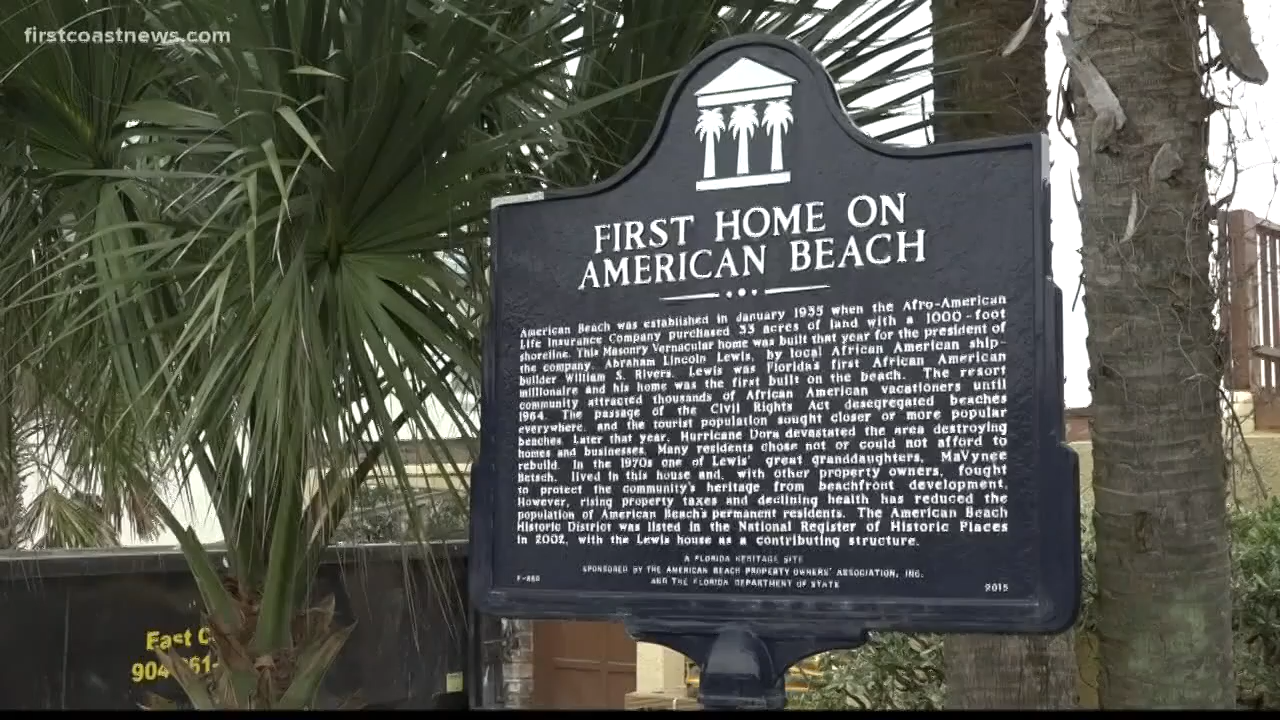 firstcoastnews.com
FIRST HOME ON
AMERICAN BEACH
American Beach was established in January 1935 when the Afro-American
Life Insurance Company purchased 33 acres of land with a 1000-foot
shoreline. This Masonry Vernacular home was built that year for the president of
the company, Abraham Lincoln Lewis, by local African American ship-
builder William S. Rivers. Lewis was Florida's first African American
millionaire and his home was the first built on the beach. The resort
community attracted thousands of African American vacationers until
1964. The passage of the Civil Rights Act desegregated beaches
everywhere, and the tourist population sought closer or more popular
beaches. Later that year, Hurricane Dora devastated the area destroying
homes and businesses. Many residents chose not or could not afford to
rebuild. In the 1970s one of Lewis' great granddaughters, MaVynee
Betsch, lived in this house and, with other property owners, fought
to protect the community's heritage from beachfront development.
However, rising property taxes and declining health has reduced the
population of American Beach's permanent residents. The American Beach
Historic District was listed in the National Register of Historic Places
in 2002, with the Lewis house as a contributing structure.
A FLORIDA HERITAGE SITE
SPONSORED BY THE AMERICAN BEACH PROPERTY OWNERS' ASSOCIATION, INC.
F-860 AND THE FLORIDA DEPARTMENT OF STATE 2015
East C
904 61-